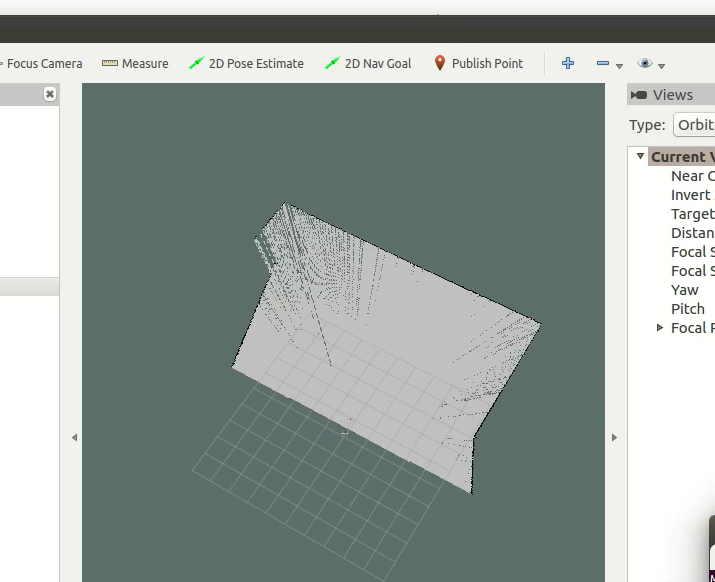 Focus Camera Measure 2D Pose Estimate 2D Nav Goal Publish Point
Views
Type: Orbit
Current V
Near C
Invert
Target
Distan
Focal S
Focal S
Yaw
Pitch
Focal P